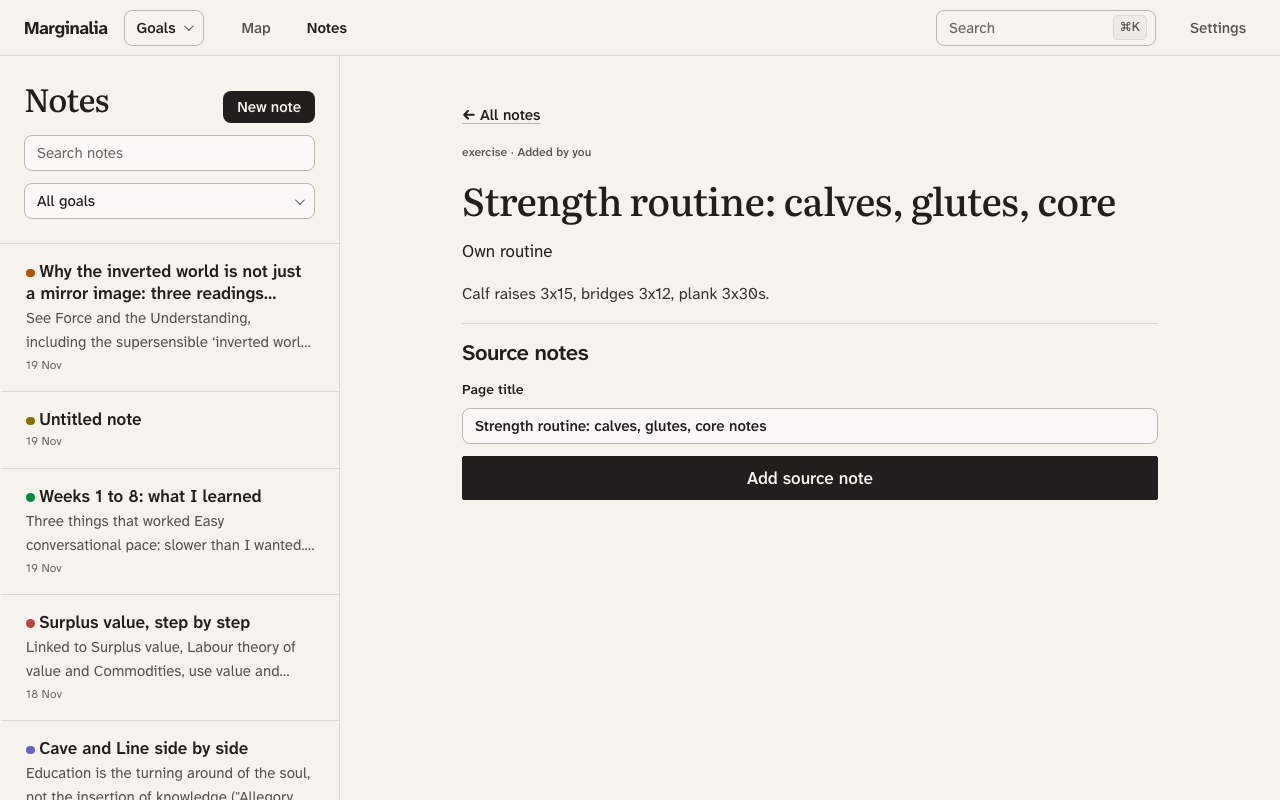 Marginalia
Goals
Map
Notes
Search
⌘K
Settings
Notes
New note
Search notes
All goals
Why the inverted world is not just
a mirror image: three readings…
See Force and the Understanding,
including the supersensible ‘inverted worl…
19 Nov
Untitled note
19 Nov
Weeks 1 to 8: what I learned
Three things that worked Easy
conversational pace: slower than I wanted.…
19 Nov
Surplus value, step by step
Linked to Surplus value, Labour theory of
value and Commodities, use value and…
18 Nov
Cave and Line side by side
Education is the turning around of the soul,
not the insertion of knowledge ("Allegory
← All notes
exercise · Added by you
Strength routine: calves, glutes, core
Own routine
Calf raises 3x15, bridges 3x12, plank 3x30s.
Source notes
Page title
Strength routine: calves, glutes, core notes
Add source note